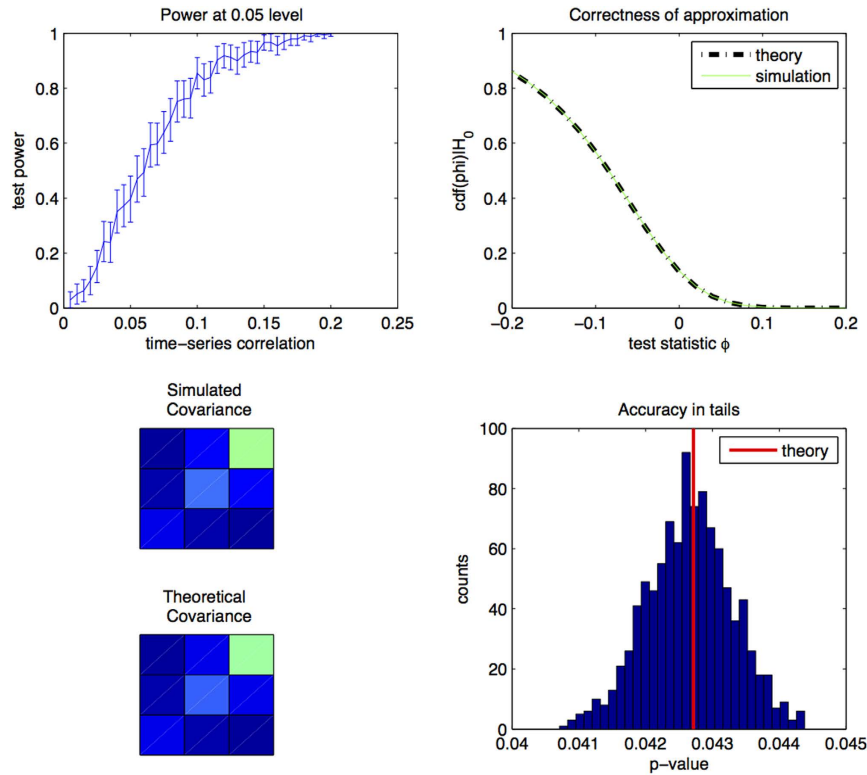 Power at 0.05 level
test power
1
0.8
0.6
0.4
0.2
0
0 0.05 0.1 0.15 0.2 0.25
time-series correlation
Correctness of approximation
theory
simulation
cdf(phi)|H_0
1
0.8
0.6
0.4
0.2
0
-0.2 -0.1 0 0.1 0.2
test statistic ϕ
Simulated
Covariance
Theoretical
Covariance
Accuracy in tails
theory
counts
100
80
60
40
20
0
0.04 0.041 0.042 0.043 0.044 0.045
p-value